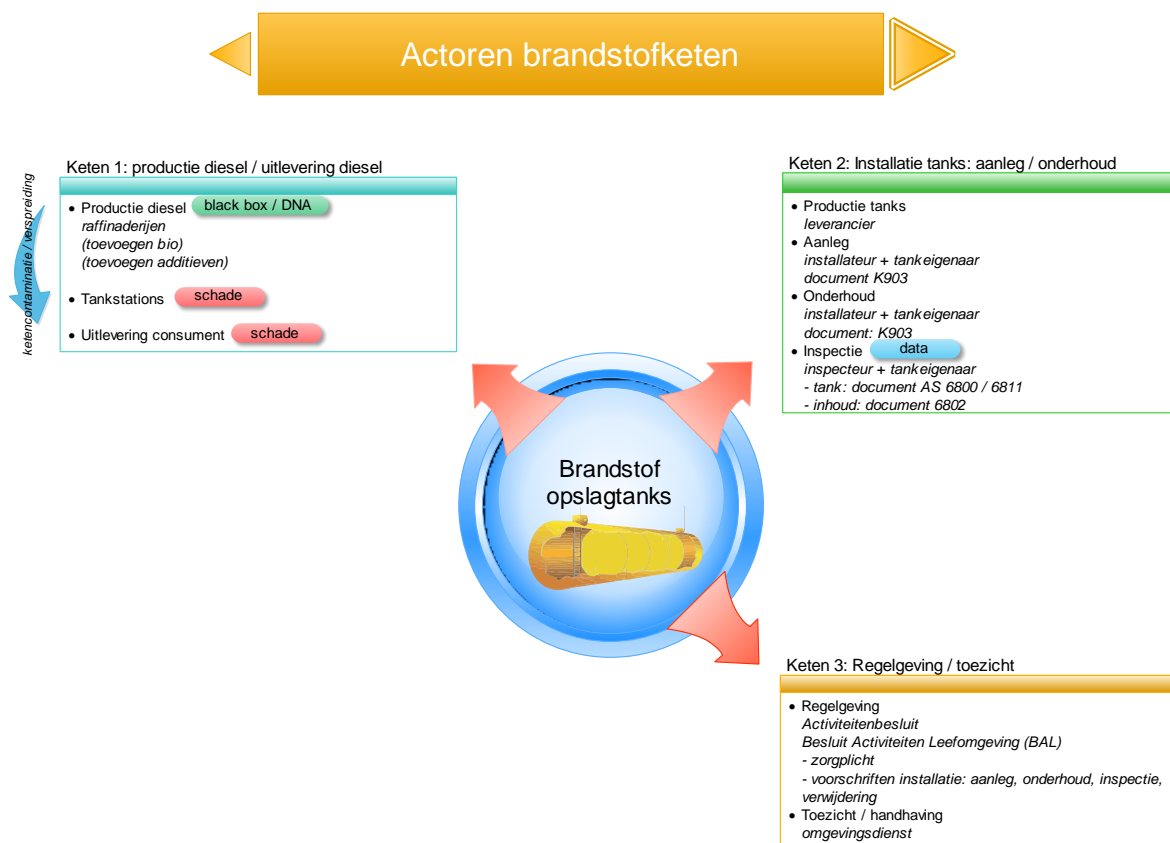 Actoren brandstofketen
Keten 1: productie diesel / uitlevering diesel
ketencontaminatie / verspreiding
• Productie diesel black box / DNA
raffinaderijen
(toevoegen bio)
(toevoegen additieven)
• Tankstations schade
• Uitlevering consument schade
Keten 2: Installatie tanks: aanleg / onderhoud
• Productie tanks
leverancier
• Aanleg
installateur + tankeigenaar
document K903
• Onderhoud
installateur + tankeigenaar
document: K903
• Inspectie data
inspecteur + tankeigenaar
- tank: document AS 6800 / 6811
- inhoud: document 6802
Brandstof
opslagtanks
Keten 3: Regelgeving / toezicht
• Regelgeving
Activiteitenbesluit
Besluit Activiteiten Leefomgeving (BAL)
- zorgplicht
- voorschriften installatie: aanleg, onderhoud, inspectie,
verwijdering
• Toezicht / handhaving
omgevingsdienst